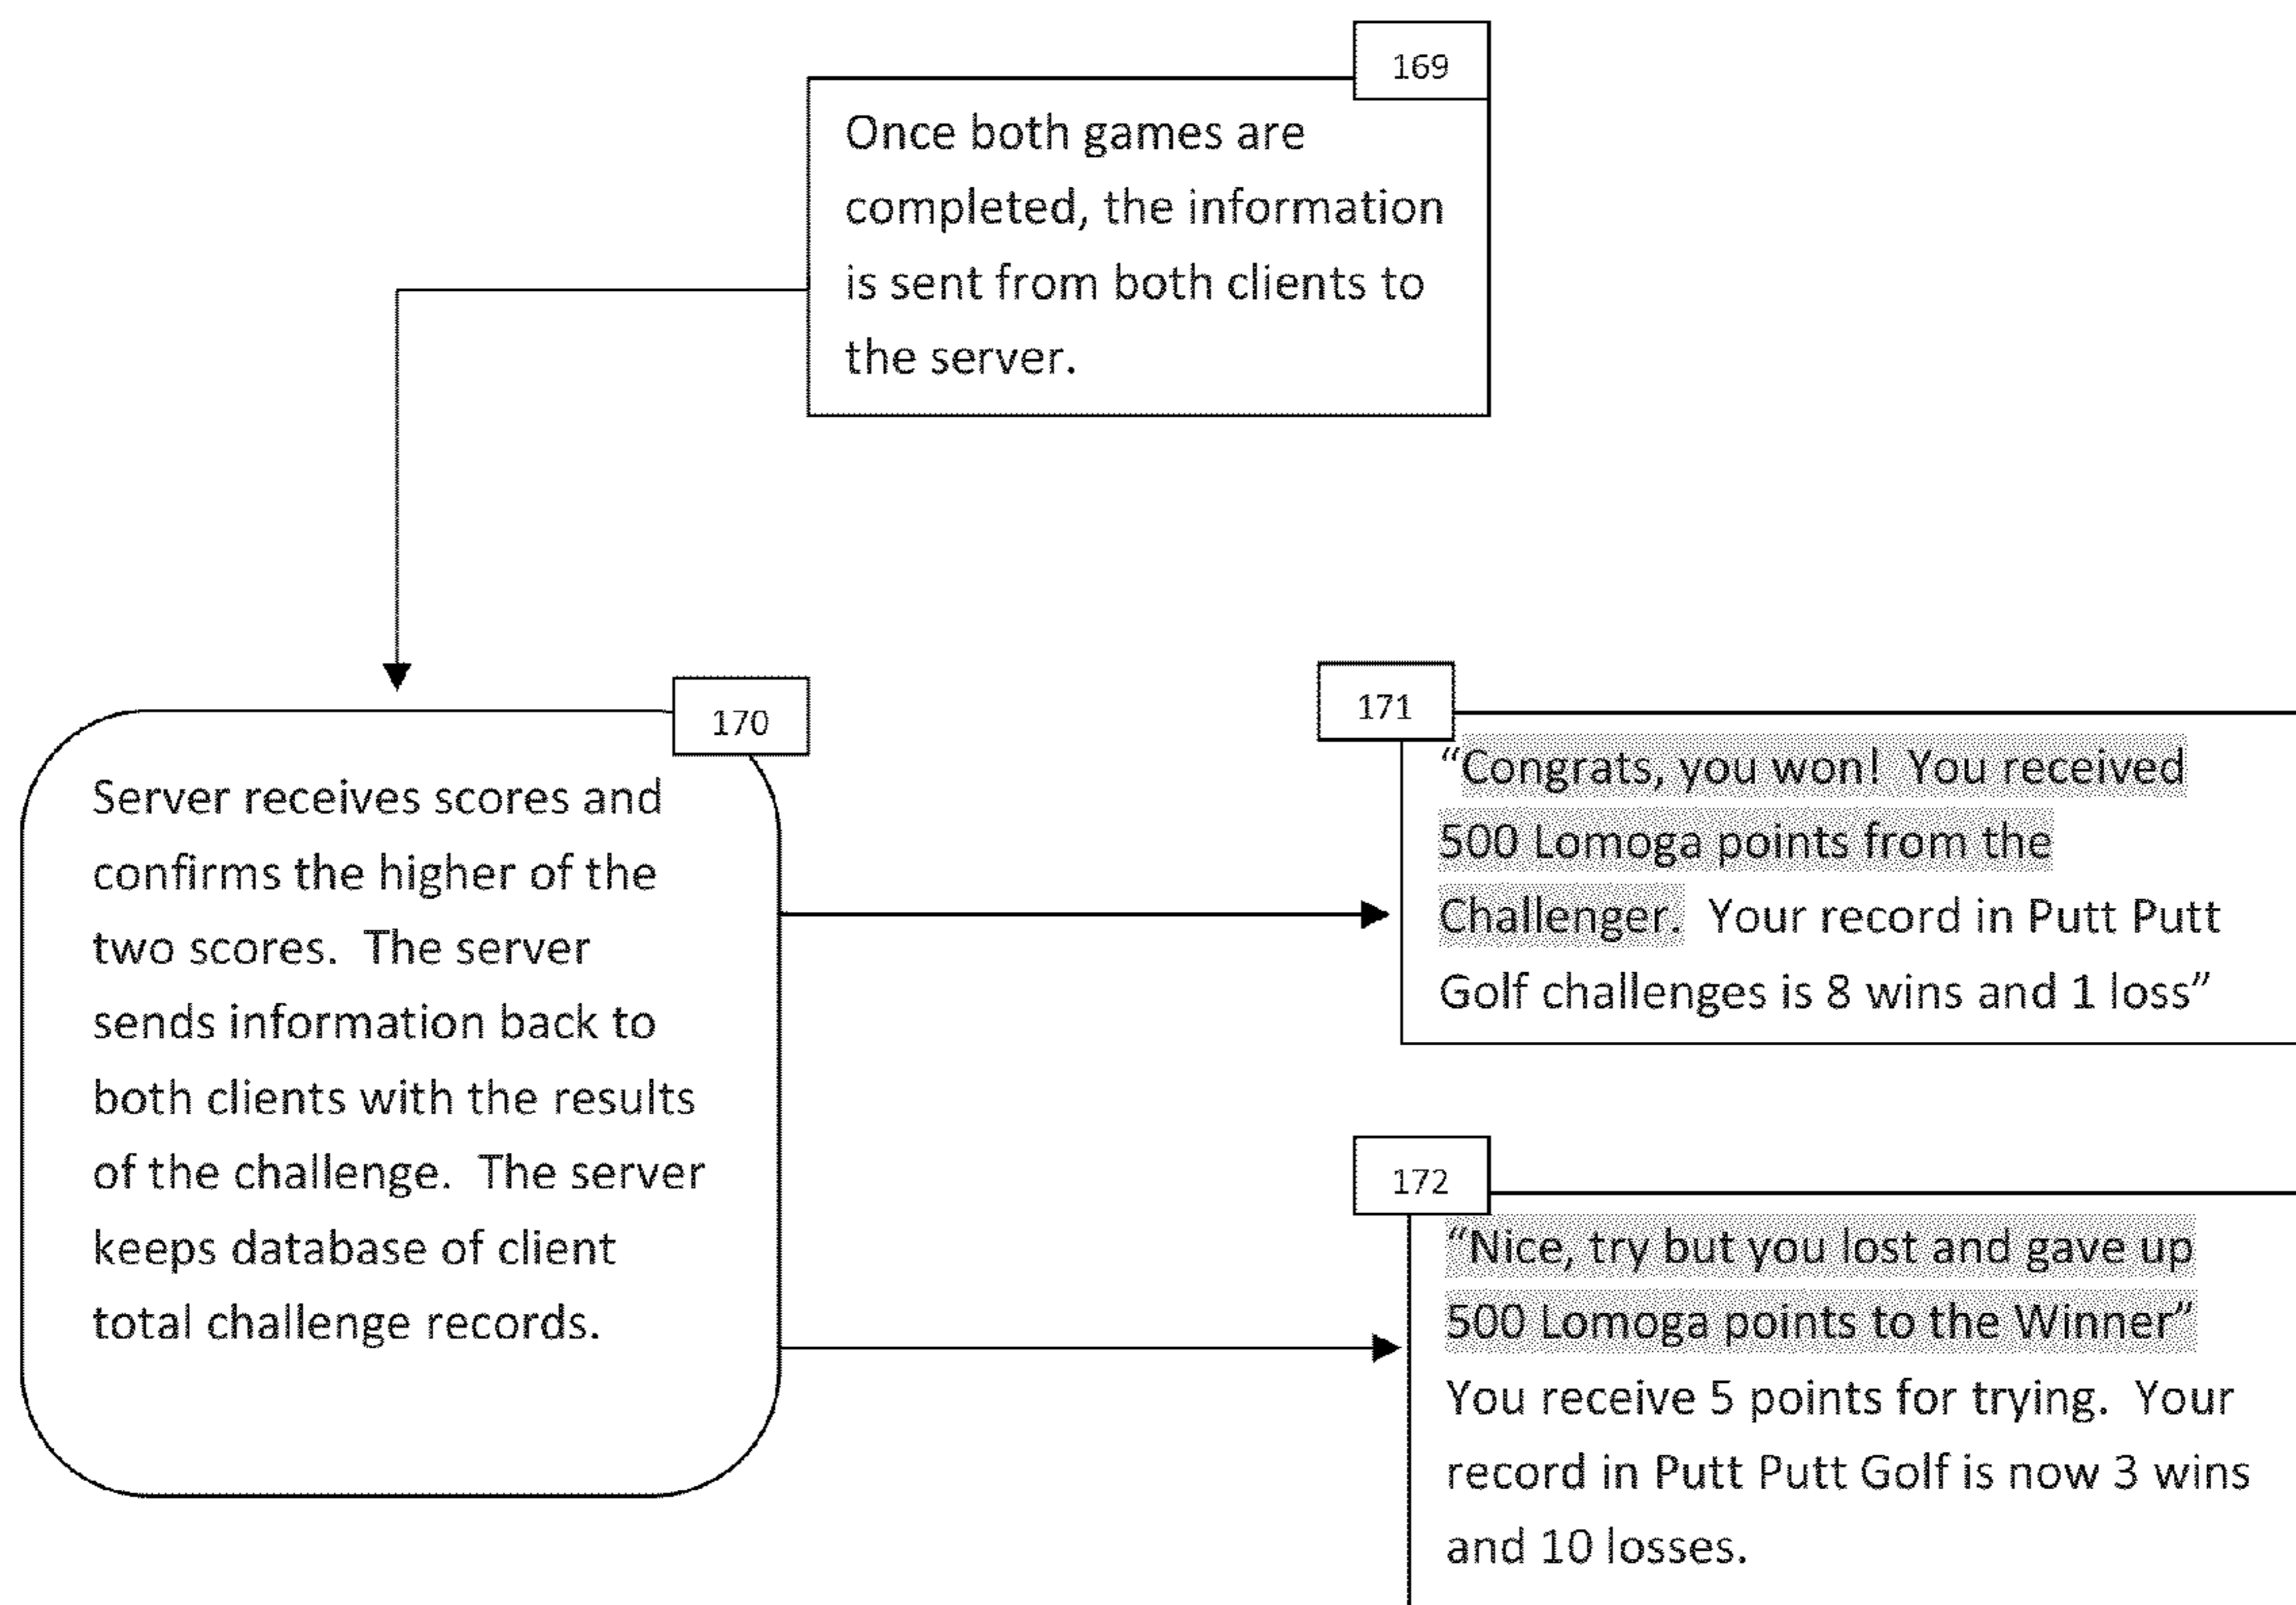 169
Once both games are
completed, the information
is sent from both clients to
the server.
170
Server receives scores and
confirms the higher of the
two scores.  The server
sends information back to
both clients with the results
of the challenge.  The server
keeps database of client
total challenge records.
171
“Congrats, you won!  You received
500 Lomoga points from the
Challenger.  Your record in Putt Putt
Golf challenges is 8 wins and 1 loss”
172
“Nice, try but you lost and gave up
500 Lomoga points to the Winner”
You receive 5 points for trying.  Your
record in Putt Putt Golf is now 3 wins
and 10 losses.